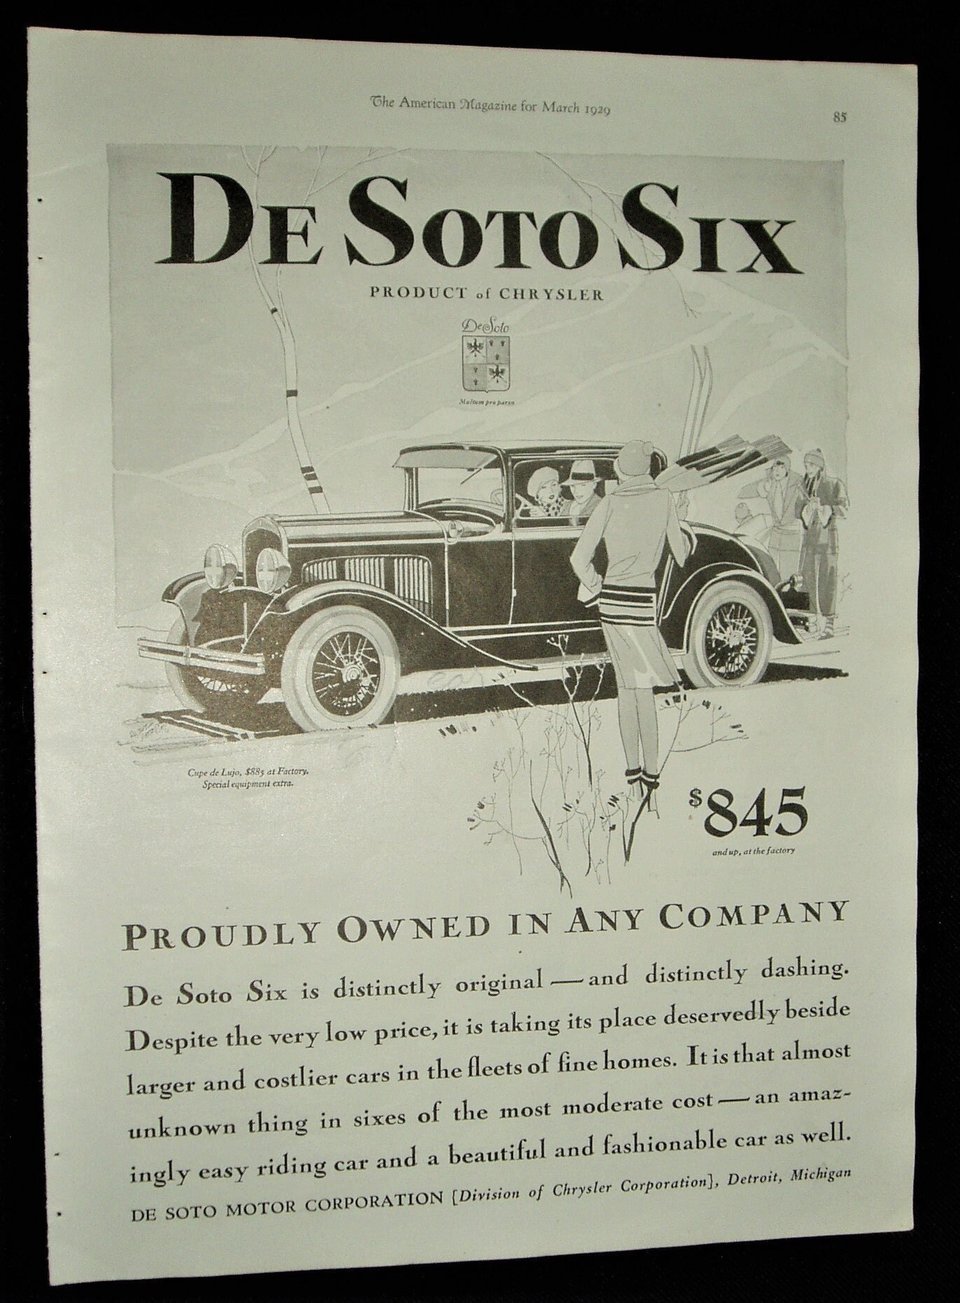 The American Magazine for March 1929
85
DE SOTO SIX
PRODUCT of CHRYSLER
De Soto
Multum pro parvo
Cupe de Lujo, $885 at Factory.
Special equipment extra.
$845
and up, at the factory
PROUDLY OWNED IN ANY COMPANY
De Soto Six is distinctly original — and distinctly dashing.
Despite the very low price, it is taking its place deservedly beside
larger and costlier cars in the fleets of fine homes. It is that almost
unknown thing in sixes of the most moderate cost — an amaz-
ingly easy riding car and a beautiful and fashionable car as well.
DE SOTO MOTOR CORPORATION [Division of Chrysler Corporation], Detroit, Michigan